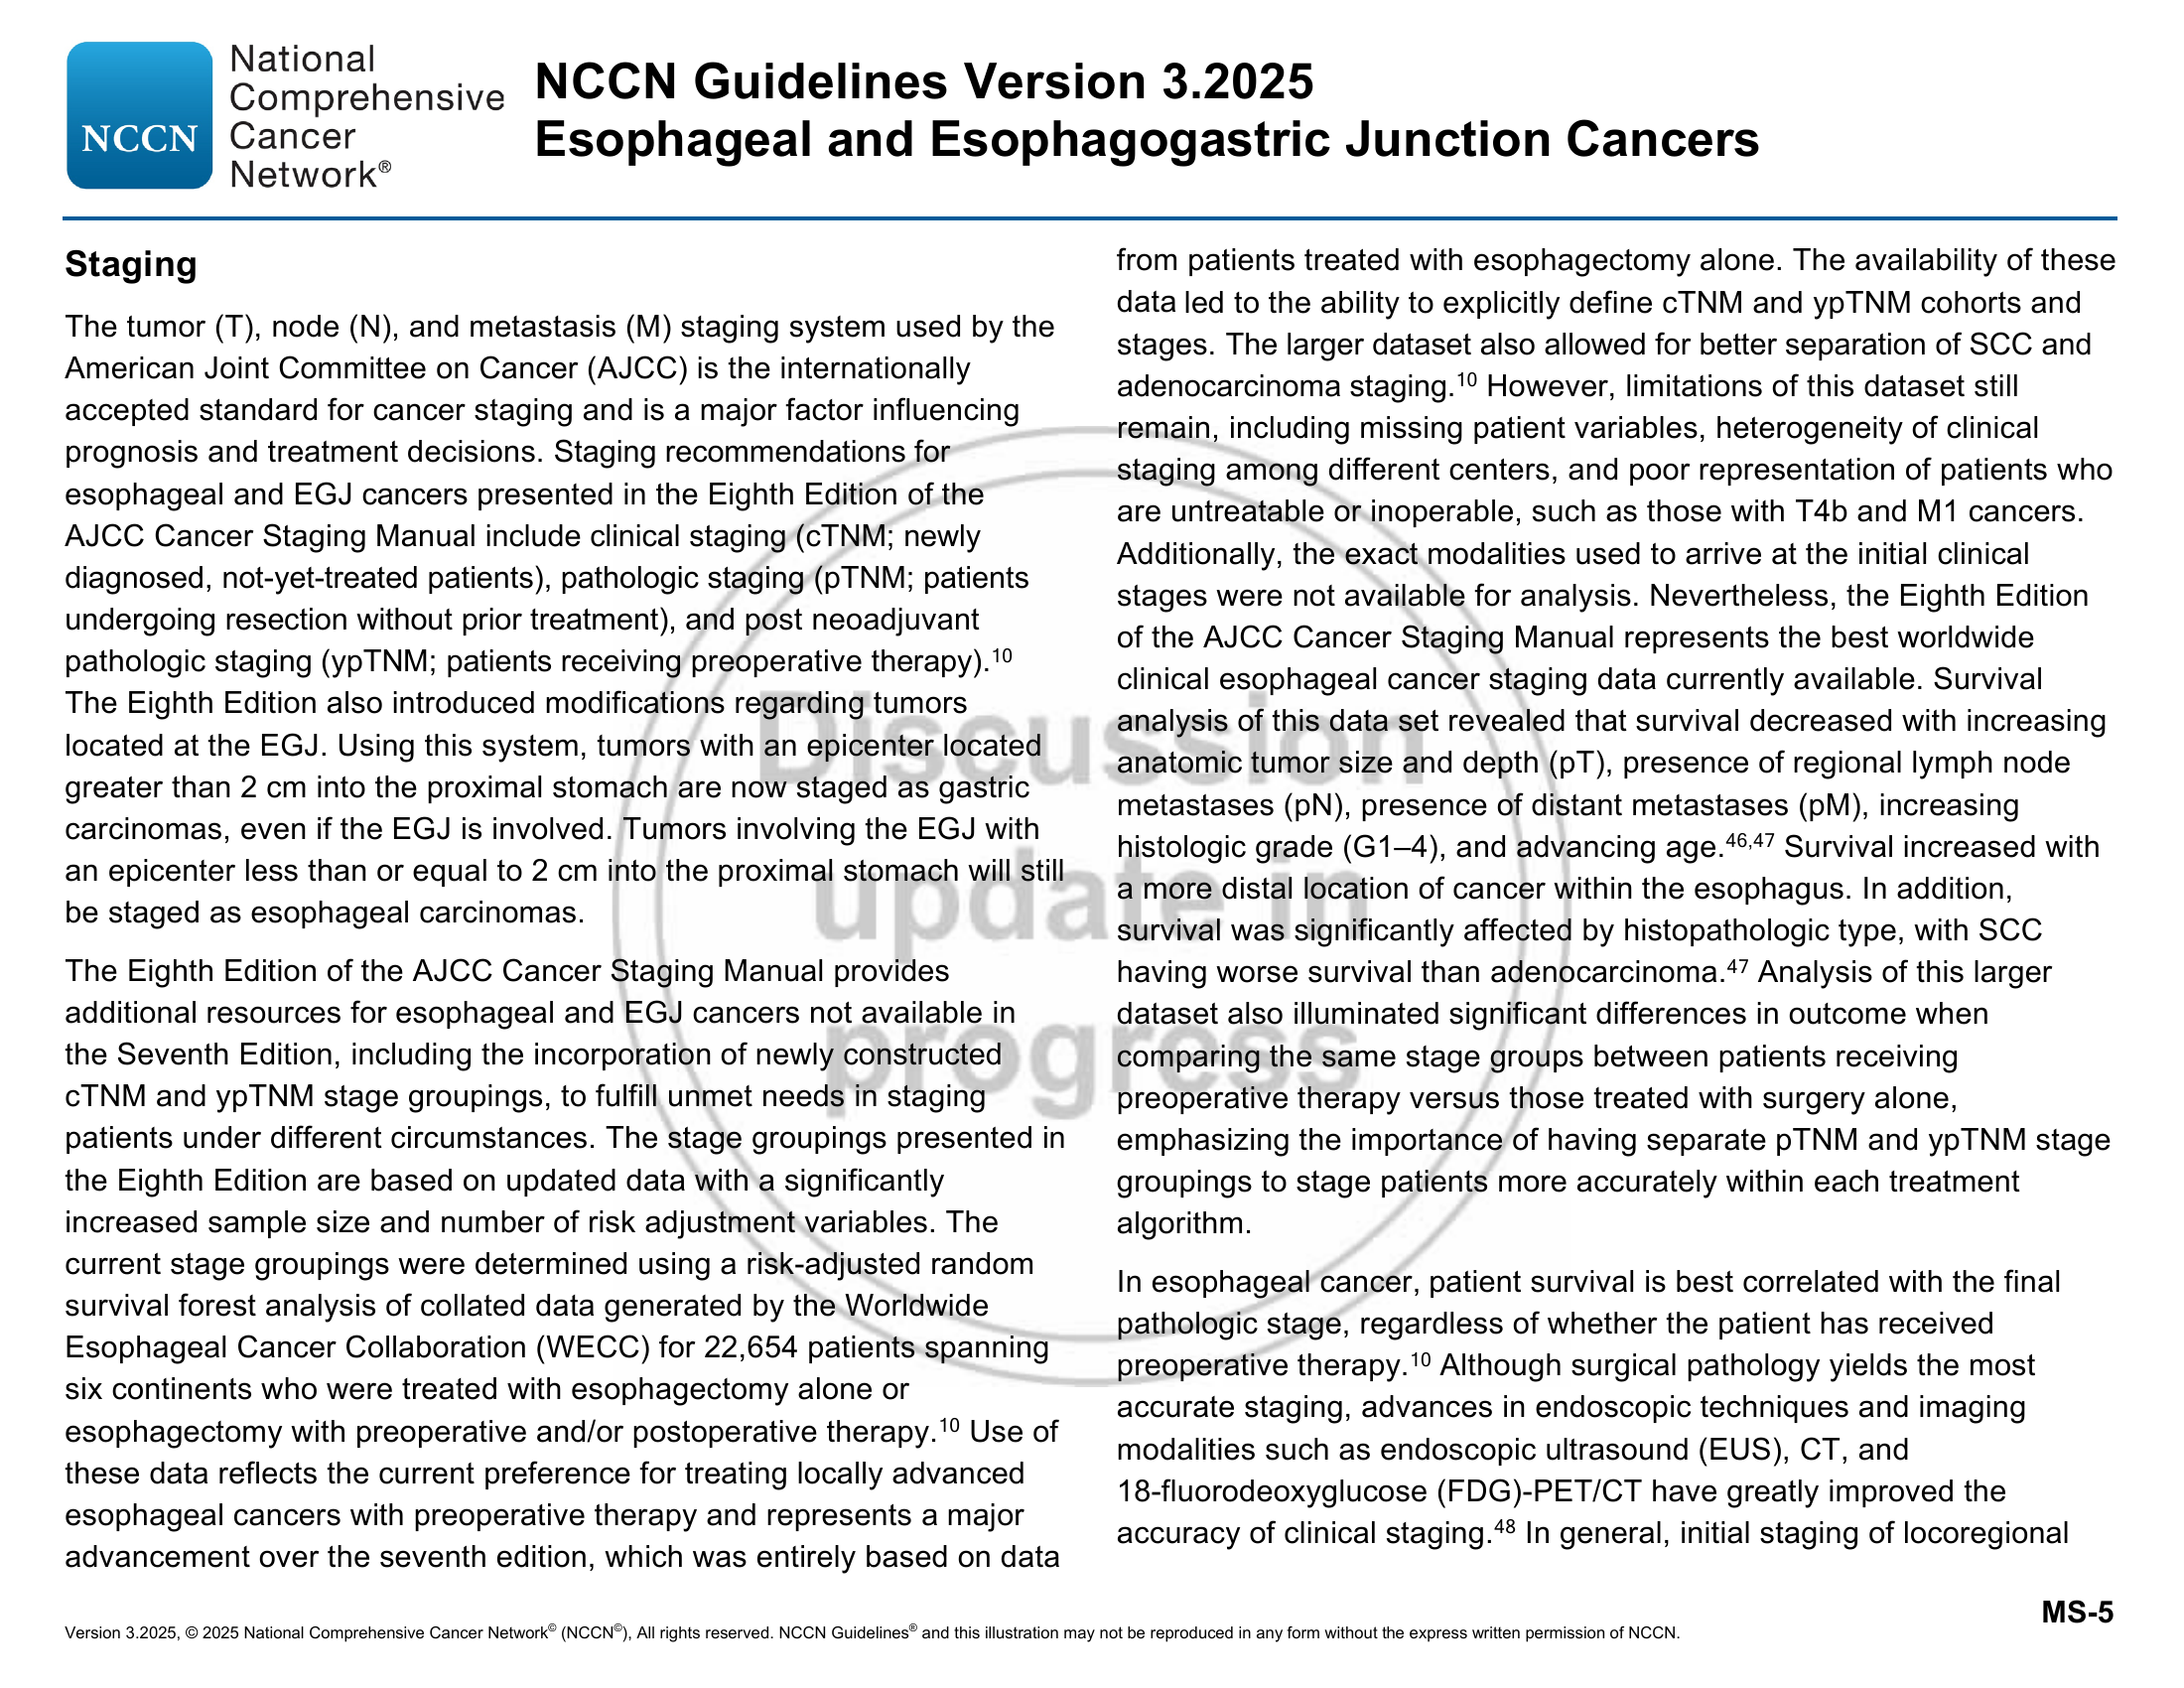 NCCN
National
Comprehensive
Cancer
Network®
NCCN Guidelines Version 3.2025
Esophageal and Esophagogastric Junction Cancers
Staging
The tumor (T), node (N), and metastasis (M) staging system used by the
American Joint Committee on Cancer (AJCC) is the internationally
accepted standard for cancer staging and is a major factor influencing
prognosis and treatment decisions. Staging recommendations for
esophageal and EGJ cancers presented in the Eighth Edition of the
AJCC Cancer Staging Manual include clinical staging (cTNM; newly
diagnosed, not-yet-treated patients), pathologic staging (pTNM; patients
undergoing resection without prior treatment), and post neoadjuvant
pathologic staging (ypTNM; patients receiving preoperative therapy).10
The Eighth Edition also introduced modifications regarding tumors
located at the EGJ. Using this system, tumors with an epicenter located
greater than 2 cm into the proximal stomach are now staged as gastric
carcinomas, even if the EGJ is involved. Tumors involving the EGJ with
an epicenter less than or equal to 2 cm into the proximal stomach will still
be staged as esophageal carcinomas.
The Eighth Edition of the AJCC Cancer Staging Manual provides
additional resources for esophageal and EGJ cancers not available in
the Seventh Edition, including the incorporation of newly constructed
cTNM and ypTNM stage groupings, to fulfill unmet needs in staging
patients under different circumstances. The stage groupings presented in
the Eighth Edition are based on updated data with a significantly
increased sample size and number of risk adjustment variables. The
current stage groupings were determined using a risk-adjusted random
survival forest analysis of collated data generated by the Worldwide
Esophageal Cancer Collaboration (WECC) for 22,654 patients spanning
six continents who were treated with esophagectomy alone or
esophagectomy with preoperative and/or postoperative therapy.10 Use of
these data reflects the current preference for treating locally advanced
esophageal cancers with preoperative therapy and represents a major
advancement over the seventh edition, which was entirely based on data
from patients treated with esophagectomy alone. The availability of these
data led to the ability to explicitly define cTNM and ypTNM cohorts and
stages. The larger dataset also allowed for better separation of SCC and
adenocarcinoma staging.10 However, limitations of this dataset still
remain, including missing patient variables, heterogeneity of clinical
staging among different centers, and poor representation of patients who
are untreatable or inoperable, such as those with T4b and M1 cancers.
Additionally, the exact modalities used to arrive at the initial clinical
stages were not available for analysis. Nevertheless, the Eighth Edition
of the AJCC Cancer Staging Manual represents the best worldwide
clinical esophageal cancer staging data currently available. Survival
analysis of this data set revealed that survival decreased with increasing
anatomic tumor size and depth (pT), presence of regional lymph node
metastases (pN), presence of distant metastases (pM), increasing
histologic grade (G1–4), and advancing age.46,47 Survival increased with
a more distal location of cancer within the esophagus. In addition,
survival was significantly affected by histopathologic type, with SCC
having worse survival than adenocarcinoma.47 Analysis of this larger
dataset also illuminated significant differences in outcome when
comparing the same stage groups between patients receiving
preoperative therapy versus those treated with surgery alone,
emphasizing the importance of having separate pTNM and ypTNM stage
groupings to stage patients more accurately within each treatment
algorithm.
In esophageal cancer, patient survival is best correlated with the final
pathologic stage, regardless of whether the patient has received
preoperative therapy.10 Although surgical pathology yields the most
accurate staging, advances in endoscopic techniques and imaging
modalities such as endoscopic ultrasound (EUS), CT, and
18-fluorodeoxyglucose (FDG)-PET/CT have greatly improved the
accuracy of clinical staging.48 In general, initial staging of locoregional
Discussion
update in
progress
MS-5
Version 3.2025, © 2025 National Comprehensive Cancer Network© (NCCN©), All rights reserved. NCCN Guidelines® and this illustration may not be reproduced in any form without the express written permission of NCCN.